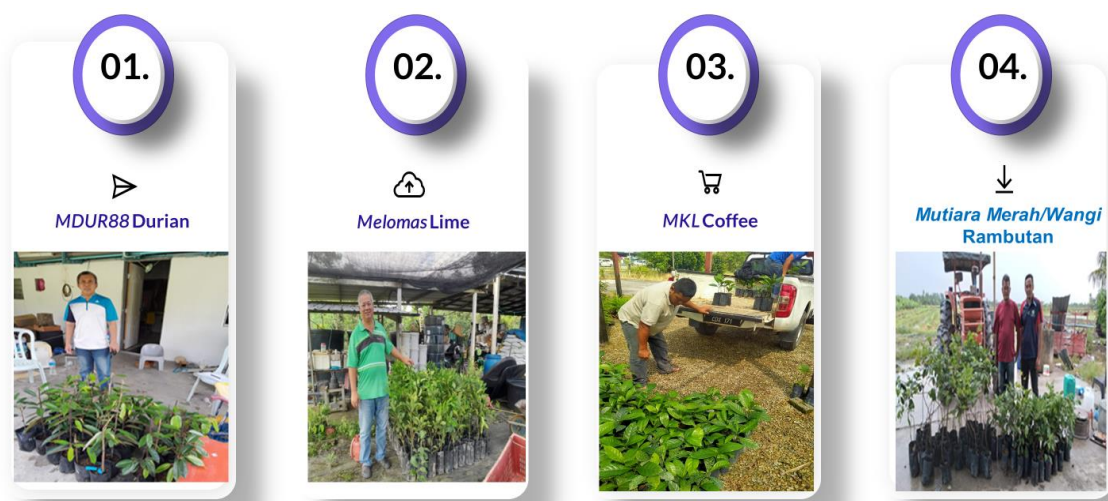 01.
MDUR88 Durian
02.
Melomas Lime
03.
MKL Coffee
04.
Mutiara Merah/Wangi
Rambutan